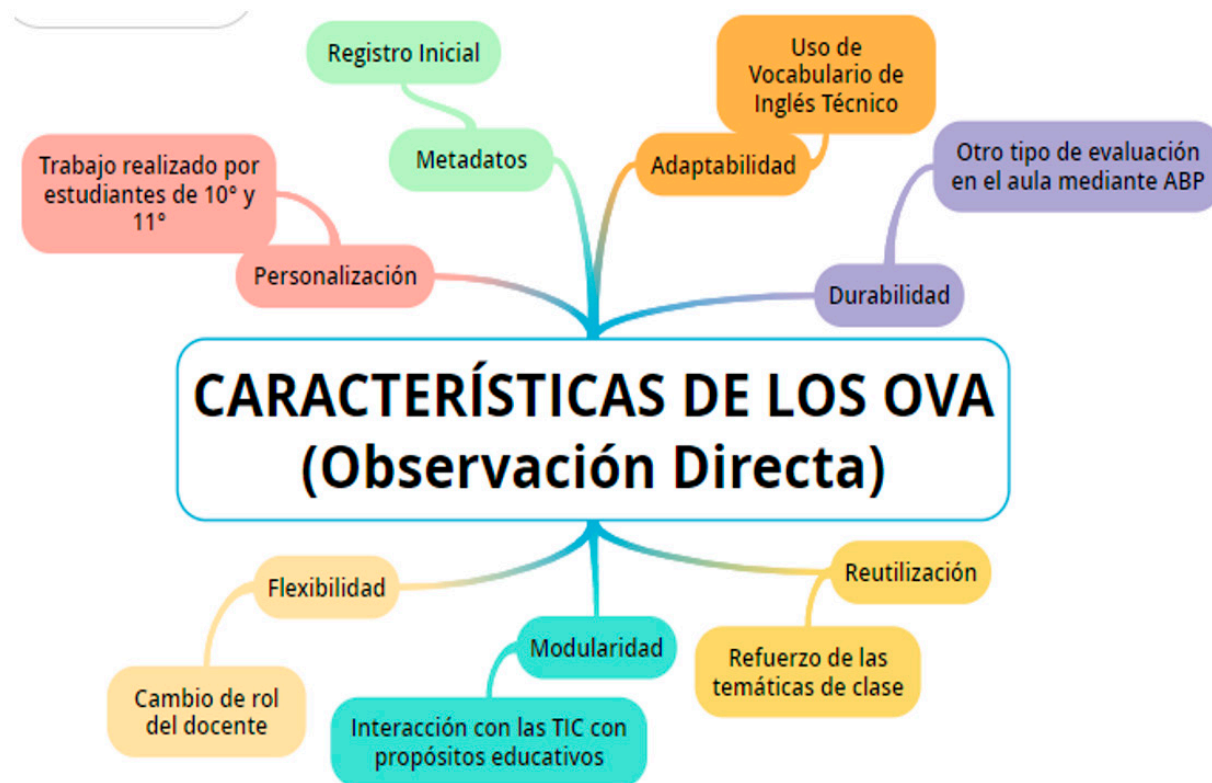 Registro Inicial
Metadatos
Uso de
Vocabulario de
Inglés Técnico
Adaptabilidad
Trabajo realizado por
estudiantes de 10° y
11°
Personalización
Otro tipo de evaluación
en el aula mediante ABP
Durabilidad
CARACTERÍSTICAS DE LOS OVA
(Observación Directa)
Flexibilidad
Cambio de rol
del docente
Modularidad
Interacción con las TIC con
propósitos educativos
Reutilización
Refuerzo de las
temáticas de clase